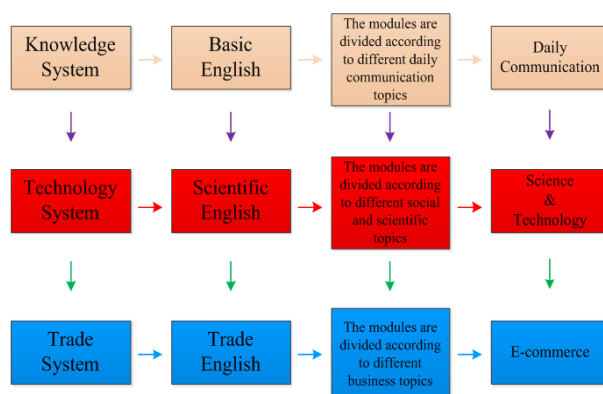 Knowledge
System
Basic
English
The modules are
divided according
to different daily
communication
topics
Daily
Communication
Technology
System
Scientific
English
The modules are
divided according
to different social
and scientific
topics
Science
&
Technology
Trade
System
Trade
English
The modules are
divided according
to different
business topics
E-commerce